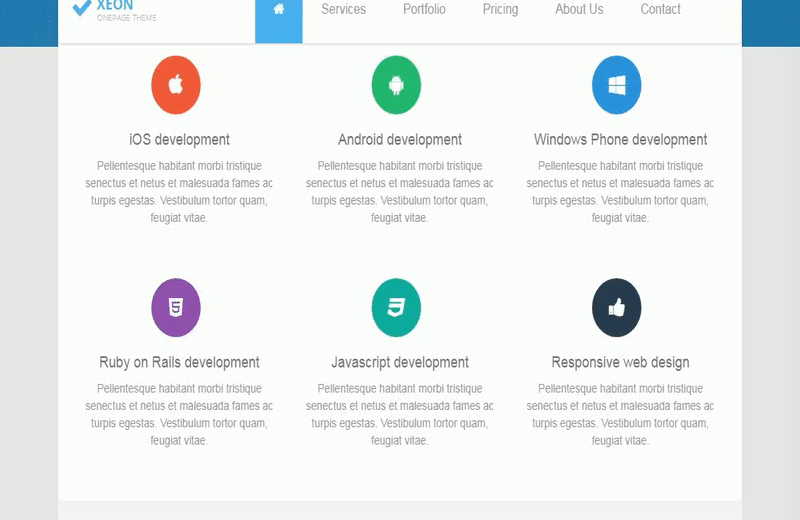 XEON
ONEPAGE THEME
Services Portfolio Pricing About Us Contact
iOS development
Pellentesque habitant morbi tristique
senectus et netus et malesuada fames ac
turpis egestas. Vestibulum tortor quam,
feugiat vitae.
Android development
Pellentesque habitant morbi tristique
senectus et netus et malesuada fames ac
turpis egestas. Vestibulum tortor quam,
feugiat vitae.
Windows Phone development
Pellentesque habitant morbi tristique
senectus et netus et malesuada fames ac
turpis egestas. Vestibulum tortor quam,
feugiat vitae.
Ruby on Rails development
Pellentesque habitant morbi tristique
senectus et netus et malesuada fames ac
turpis egestas. Vestibulum tortor quam,
feugiat vitae.
Javascript development
Pellentesque habitant morbi tristique
senectus et netus et malesuada fames ac
turpis egestas. Vestibulum tortor quam,
feugiat vitae.
Responsive web design
Pellentesque habitant morbi tristique
senectus et netus et malesuada fames ac
turpis egestas. Vestibulum tortor quam,
feugiat vitae.